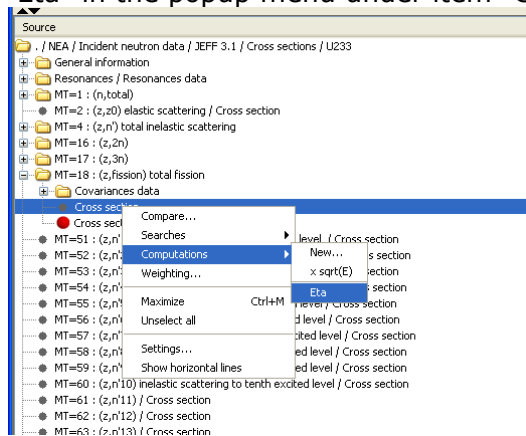 "Eta" in the popup menu under item "C
Source
. / NEA / Incident neutron data / JEFF 3.1 / Cross sections / U233
General information
Resonances / Resonances data
MT=1 : (n,total)
MT=2 : (z,z0) elastic scattering / Cross section
MT=4 : (z,n') total inelastic scattering
MT=16 : (z,2n)
MT=17 : (z,3n)
MT=18 : (z,fission) total fission
Covariances data
Cross section
Cross sect
Compare...
Searches
Computations
Weighting...
Maximize Ctrl+M
Unselect all
Settings...
Show horizontal lines
New...
x sqrt(E)
Eta
MT=51 : (z,n' level / Cross section
MT=52 : (z,n' s section
MT=53 : (z,n' section
MT=54 : (z,n' s section
MT=55 : (z,n' level / Cross section
MT=56 : (z,n' d level / Cross section
MT=57 : (z,n' cited level / Cross section
MT=58 : (z,n' ed level / Cross section
MT=59 : (z,n' ed level / Cross section
MT=60 : (z,n'10) inelastic scattering to tenth excited level / Cross section
MT=61 : (z,n'11) / Cross section
MT=62 : (z,n'12) / Cross section
MT=63 : (z,n'13) / Cross section